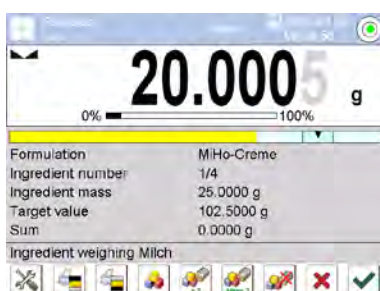 20.0005 g
0% 100%
Formulation MiHo-Creme
Ingredient number 1/4
Ingredient mass 25.0000 g
Target value 102.5000 g
Sum 0.0000 g
Ingredient weighing Milch